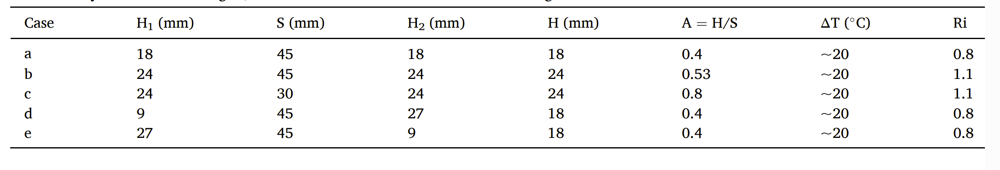 Case H₁ (mm) S (mm) H₂ (mm) H (mm) A = H/S ΔT (°C) Ri
a 18 45 18 18 0.4 ~20 0.8
b 24 45 24 24 0.53 ~20 1.1
c 24 30 24 24 0.8 ~20 1.1
d 9 45 27 18 0.4 ~20 0.8
e 27 45 9 18 0.4 ~20 0.8